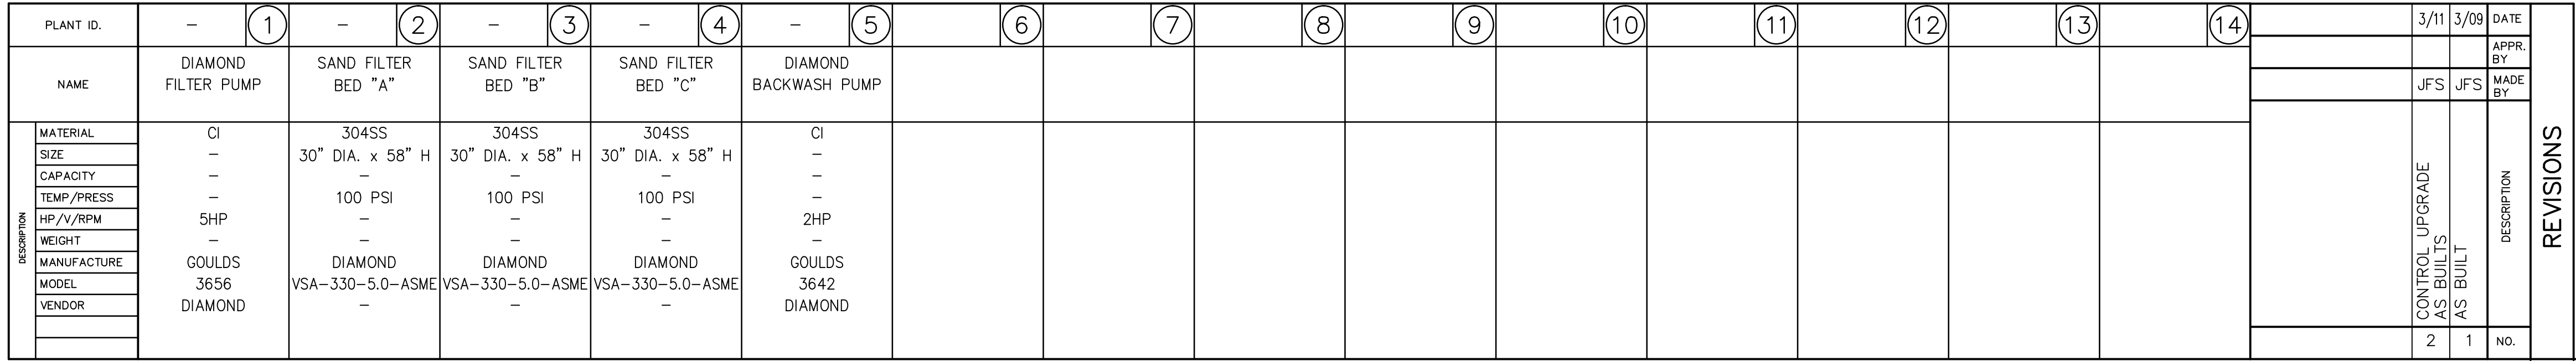 PLANT ID. – 1 – 2 – 3 – 4 – 5 6 7 8 9 10 11 12 13 14
NAME
DIAMOND
FILTER PUMP
SAND FILTER
BED "A"
SAND FILTER
BED "B"
SAND FILTER
BED "C"
DIAMOND
BACKWASH PUMP
DESCRIPTION
MATERIAL CI 304SS 304SS 304SS CI
SIZE – 30" DIA. x 58" H 30" DIA. x 58" H 30" DIA. x 58" H –
CAPACITY – – – – –
TEMP/PRESS – 100 PSI 100 PSI 100 PSI –
HP/V/RPM 5HP – – – 2HP
WEIGHT – – – – –
MANUFACTURE GOULDS DIAMOND DIAMOND DIAMOND GOULDS
MODEL 3656 VSA-330-5.0-ASME VSA-330-5.0-ASME VSA-330-5.0-ASME 3642
VENDOR DIAMOND – – – DIAMOND
3/11 3/09 DATE
APPR.
BY
JFS JFS MADE
BY
CONTROL UPGRADE
AS BUILTS
AS BUILT
DESCRIPTION
2 1 NO.
REVISIONS